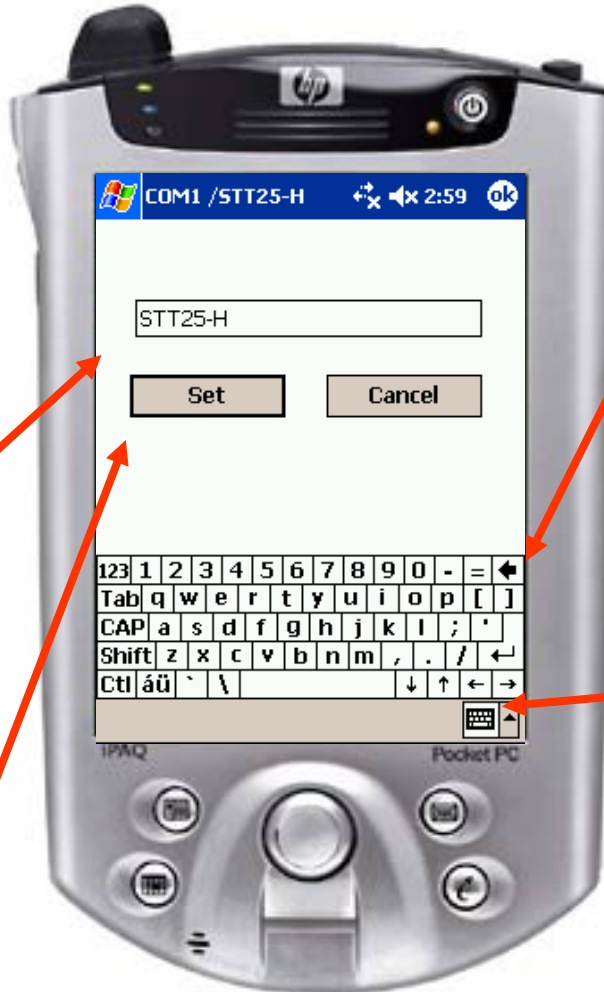 hp
COM1 /STT25-H 2:59 ok
STT25-H
Set Cancel
123 1 2 3 4 5 6 7 8 9 0 - =
Tab q w e r t y u i o p [ ]
CAP a s d f g h j k l ; '
Shift z x c v b n m , . /
Ctl áü ` \
iPAQ Pocket PC